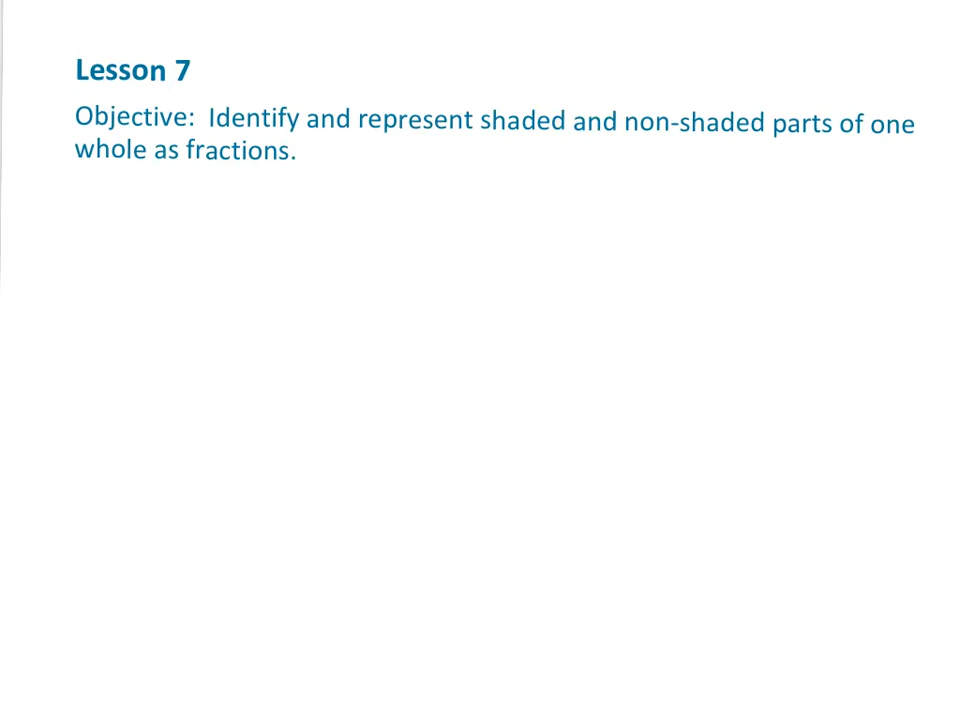 Lesson 7
Objective:  Identify and represent shaded and non-shaded parts of one
whole as fractions.